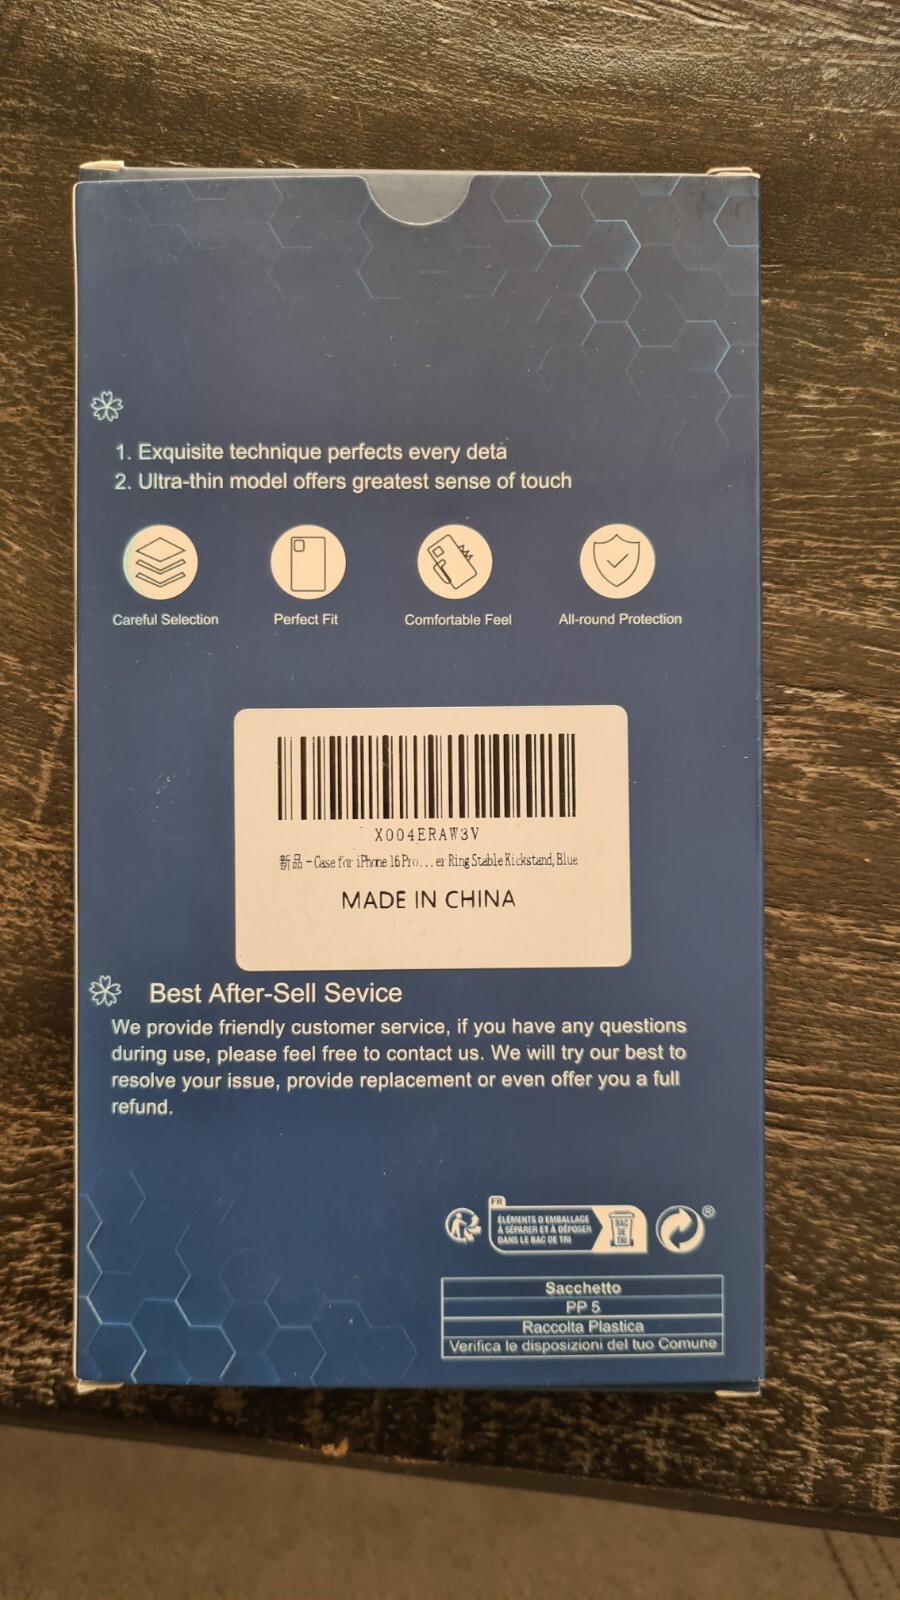 1. Exquisite technique perfects every deta
2. Ultra-thin model offers greatest sense of touch
Careful Selection
Perfect Fit
Comfortable Feel
All-round Protection
X004ERAW3V
新品 - Case for iPhone 16 Pro... er Ring Stable Kickstand, Blue
MADE IN CHINA
Best After-Sell Sevice
We provide friendly customer service, if you have any questions
during use, please feel free to contact us. We will try our best to
resolve your issue, provide replacement or even offer you a full
refund.
FR
ÉLÉMENTS D'EMBALLAGE
À SÉPARER ET À DÉPOSER
DANS LE BAC DE TRI
BAC
DE
TRI
®
Sacchetto
PP 5
Raccolta Plastica
Verifica le disposizioni del tuo Comune